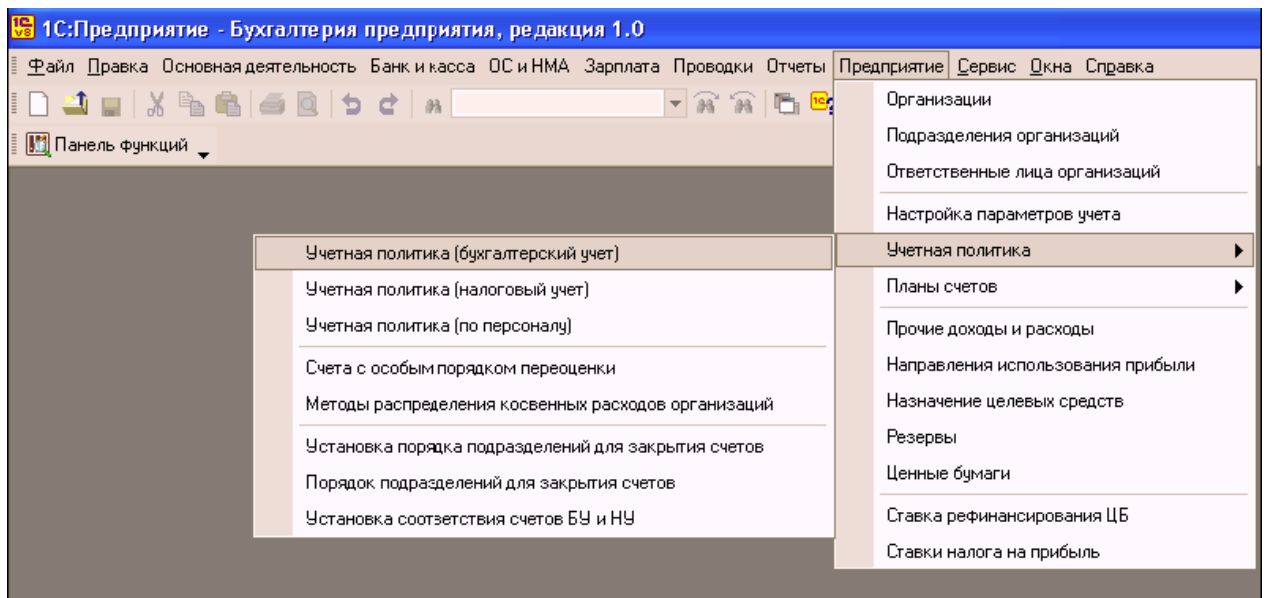 1С:Предприятие - Бухгалтерия предприятия, редакция 1.0
Файл Правка Основная деятельность Банк и касса ОС и НМА Зарплата Проводки Отчеты Предприятие Сервис Окна Справка
Панель функций
Организации
Подразделения организаций
Ответственные лица организаций
Настройка параметров учета
Учетная политика
Планы счетов
Прочие доходы и расходы
Направления использования прибыли
Назначение целевых средств
Резервы
Ценные бумаги
Ставка рефинансирования ЦБ
Ставки налога на прибыль
Учетная политика (бухгалтерский учет)
Учетная политика (налоговый учет)
Учетная политика (по персоналу)
Счета с особым порядком переоценки
Методы распределения косвенных расходов организаций
Установка порядка подразделений для закрытия счетов
Порядок подразделений для закрытия счетов
Установка соответствия счетов БУ и НУ